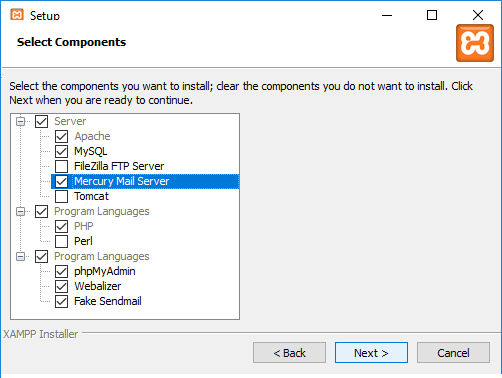 Setup
Select Components
Select the components you want to install; clear the components you do not want to install. Click
Next when you are ready to continue.
Server
Apache
MySQL
FileZilla FTP Server
Mercury Mail Server
Tomcat
Program Languages
PHP
Perl
Program Languages
phpMyAdmin
Webalizer
Fake Sendmail
XAMPP Installer
< Back
Next >
Cancel